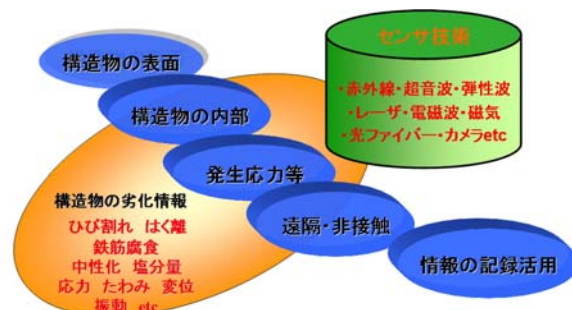 センサ技術
・赤外線・超音波・弾性波
・レーザ・電磁波・磁気
・光ファイバー・カメラetc
構造物の表面
構造物の内部
発生応力等
遠隔・非接触
情報の記録活用
構造物の劣化情報
ひび割れ はく離
鉄筋腐食
中性化 塩分量
応力 たわみ 変位
振動 etc